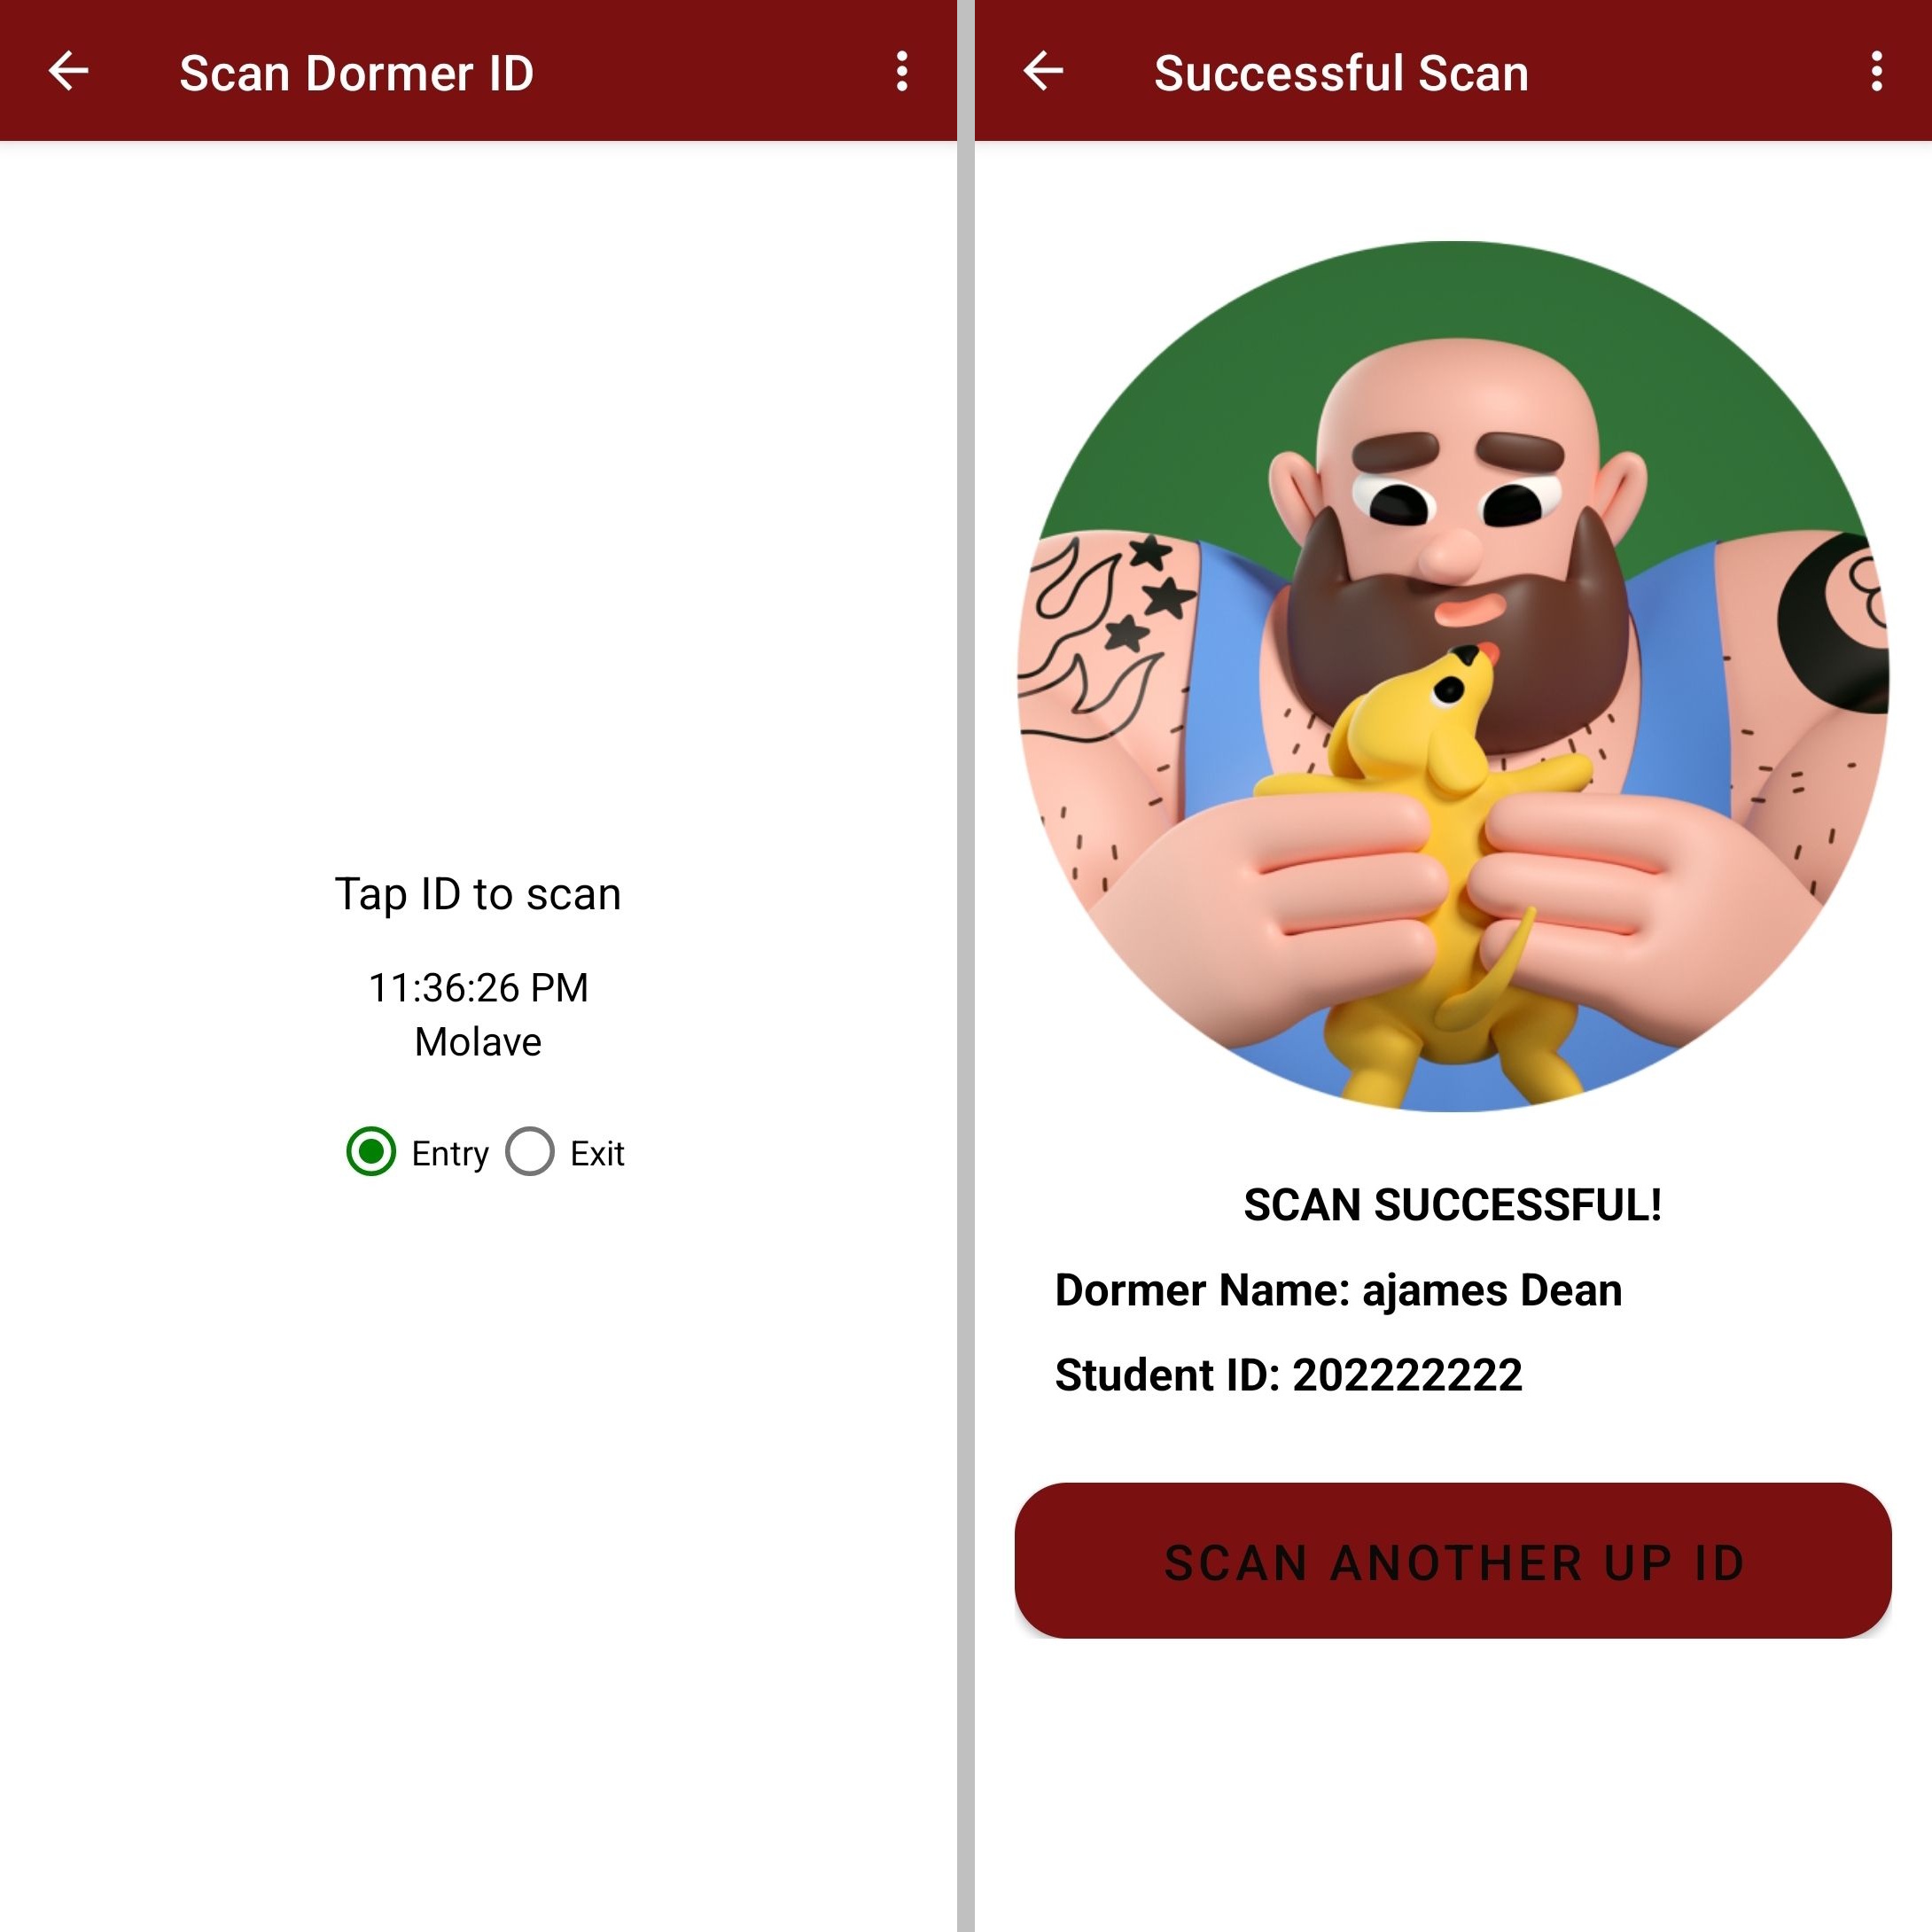 Scan Dormer ID
Tap ID to scan
11:36:26 PM
Molave
Entry Exit
Successful Scan
SCAN SUCCESSFUL!
Dormer Name: ajames Dean
Student ID: 202222222
SCAN ANOTHER UP ID